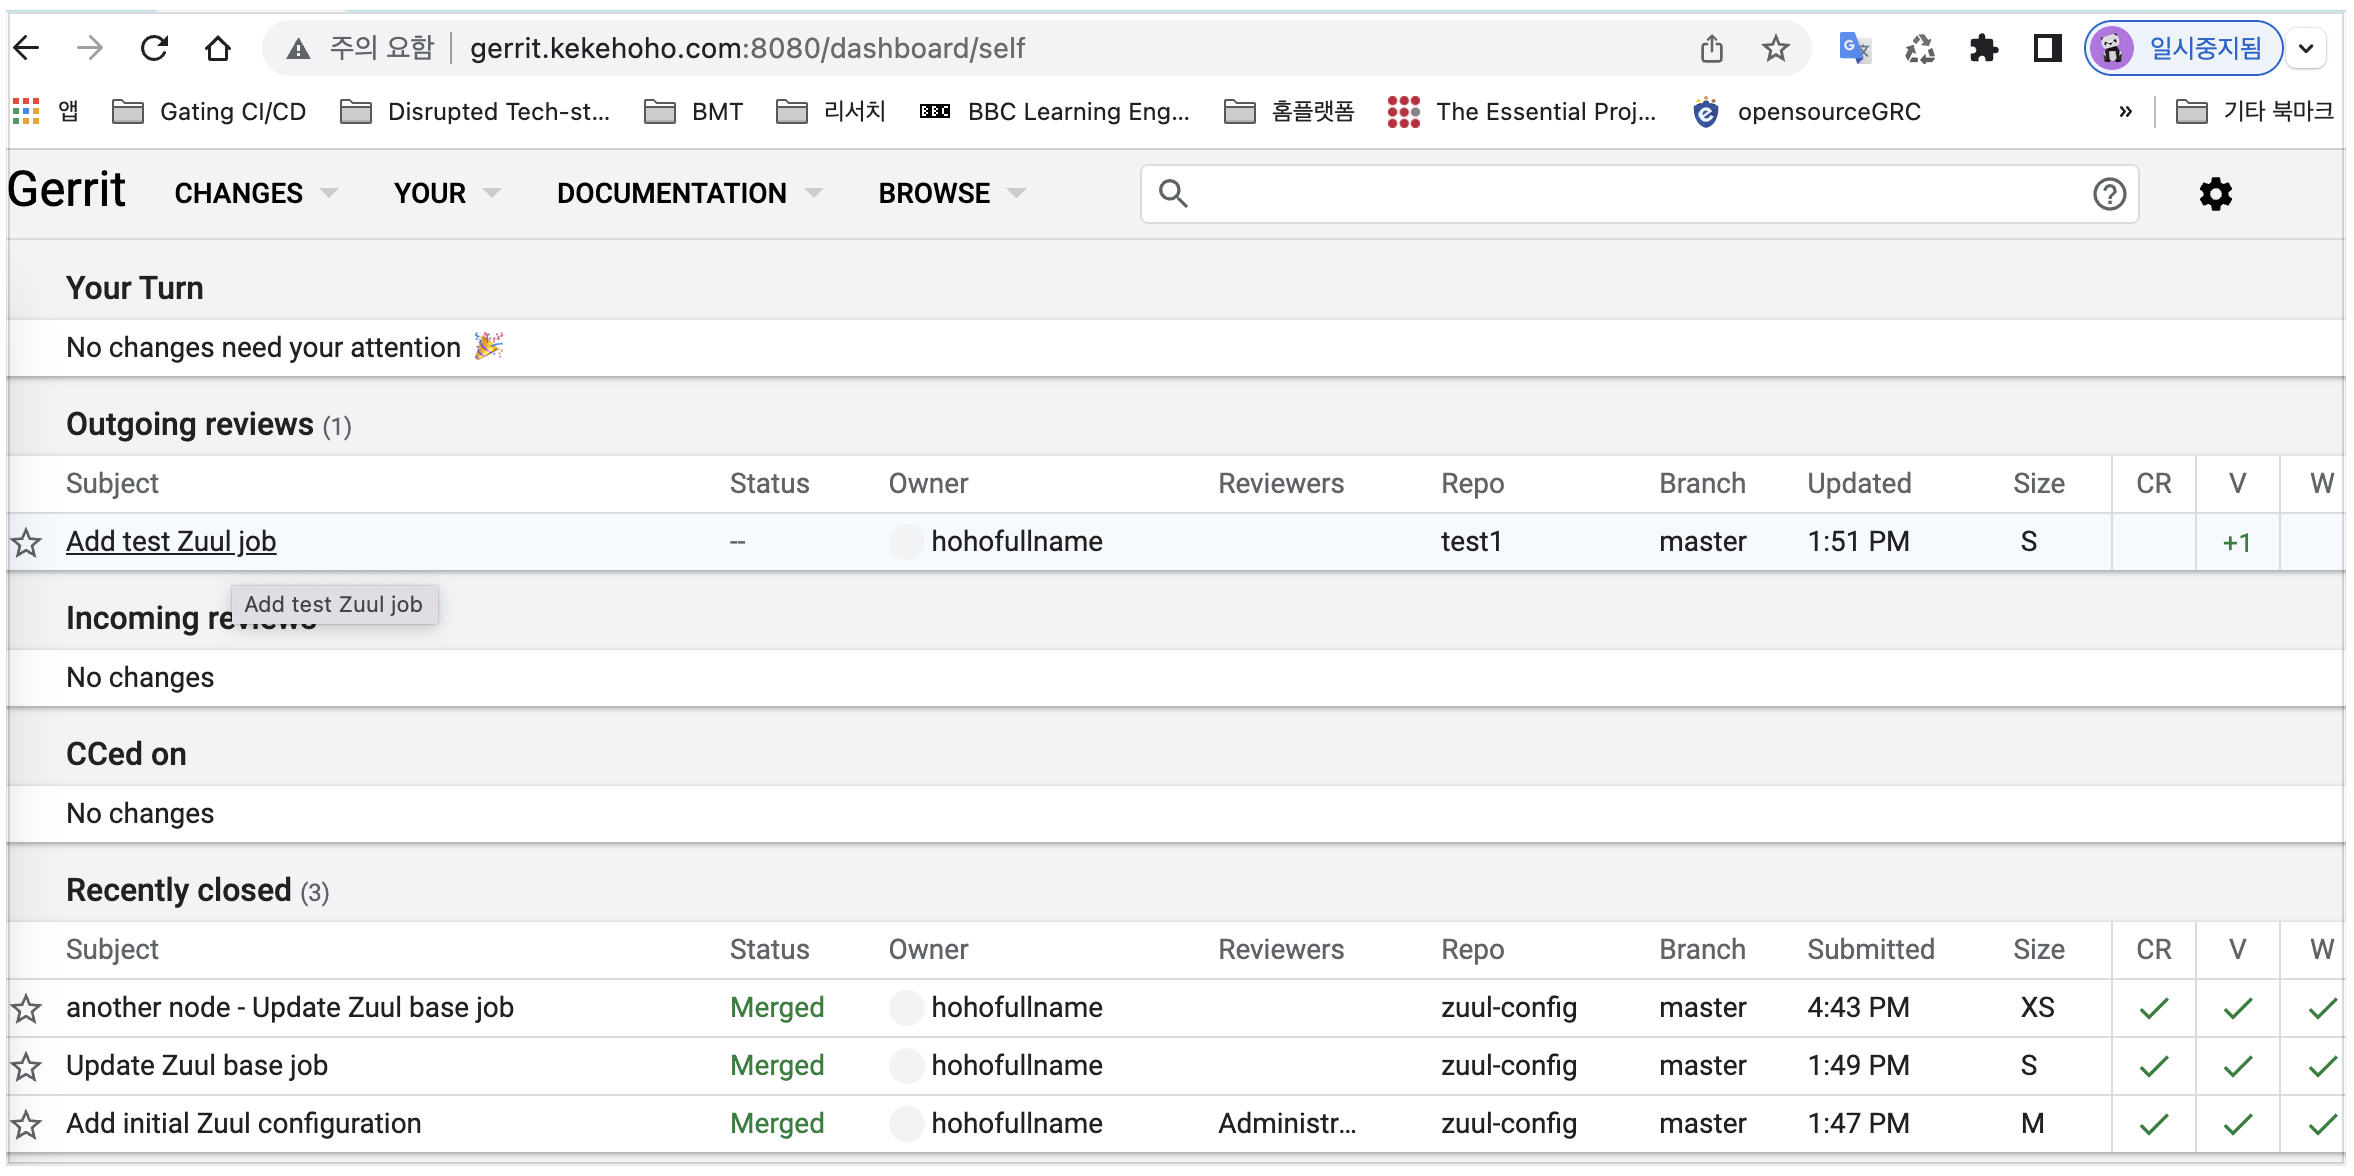 주의 요함 gerrit.kekehoho.com:8080/dashboard/self 일시중지됨
앱 Gating CI/CD Disrupted Tech-st... BMT 리서치 BBC BBC Learning Eng... 홈플랫폼 The Essential Proj... opensourceGRC » 기타 북마크
Gerrit CHANGES YOUR DOCUMENTATION BROWSE
Your Turn
No changes need your attention 🎉
Outgoing reviews (1)
Subject Status Owner Reviewers Repo Branch Updated Size CR V W
Add test Zuul job -- hohofullname test1 master 1:51 PM S +1
Add test Zuul job
Incoming reviews
No changes
CCed on
No changes
Recently closed (3)
Subject Status Owner Reviewers Repo Branch Submitted Size CR V W
another node - Update Zuul base job Merged hohofullname zuul-config master 4:43 PM XS
Update Zuul base job Merged hohofullname zuul-config master 1:49 PM S
Add initial Zuul configuration Merged hohofullname Administr... zuul-config master 1:47 PM M